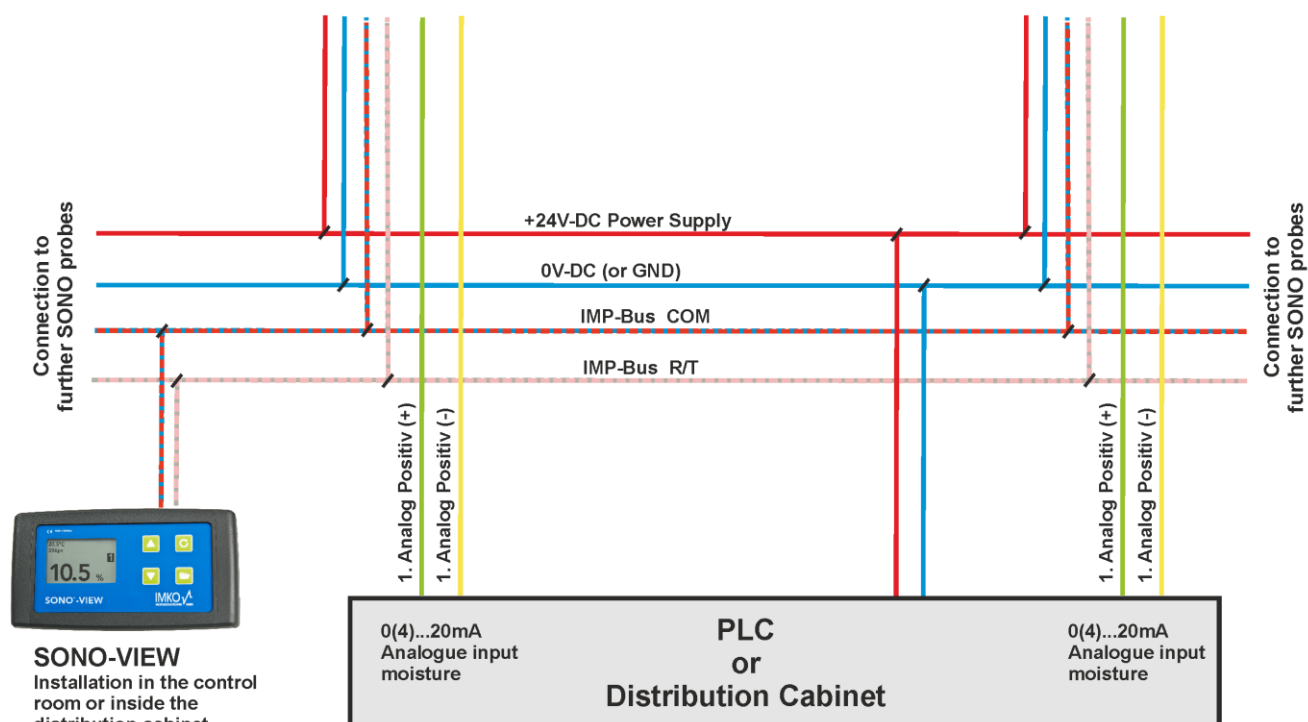 +24V-DC Power Supply
0V-DC (or GND)
IMP-Bus COM
IMP-Bus R/T
Connection to
further SONO probes
Connection to
further SONO probes
1. Analog Positiv (+)
1. Analog Positiv (-)
1. Analog Positiv (+)
1. Analog Positiv (-)
10.5 %
1
SONO-VIEW
IMKO
SONO-VIEW
Installation in the control
room or inside the
distribution cabinet
0(4)...20mA
Analogue input
moisture
PLC
or
Distribution Cabinet
0(4)...20mA
Analogue input
moisture